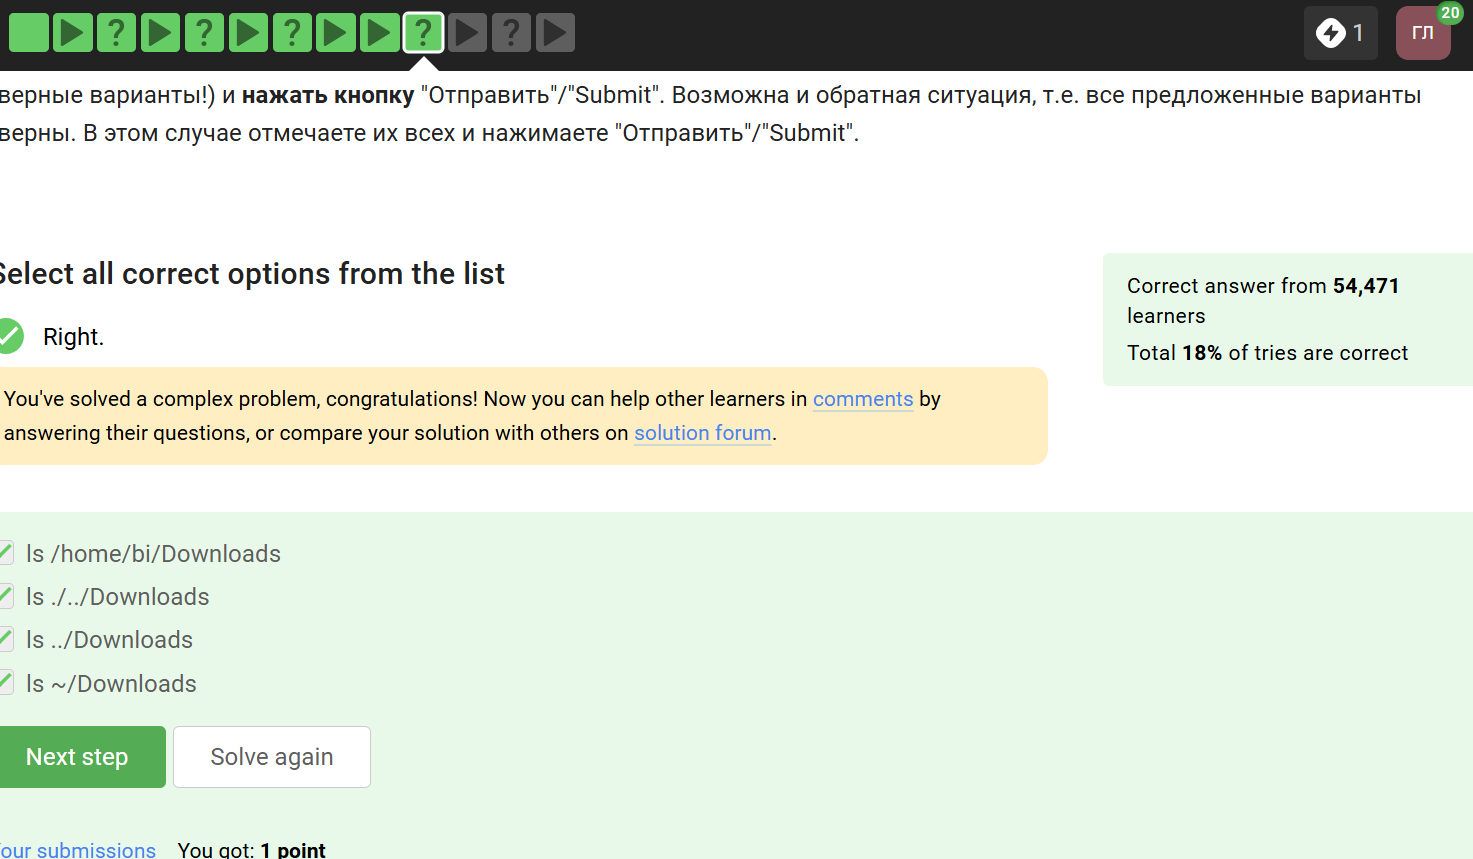 ? ? ? ? ? 1 ГЛ 20
верные варианты!) и нажать кнопку "Отправить"/"Submit". Возможна и обратная ситуация, т.е. все предложенные варианты
верны. В этом случае отмечаете их всех и нажимаете "Отправить"/"Submit".
Select all correct options from the list
Right.
You've solved a complex problem, congratulations! Now you can help other learners in comments by
answering their questions, or compare your solution with others on solution forum.
Correct answer from 54,471
learners
Total 18% of tries are correct
ls /home/bi/Downloads
ls ./../Downloads
ls ../Downloads
ls ~/Downloads
Next step Solve again
our submissions You got: 1 point